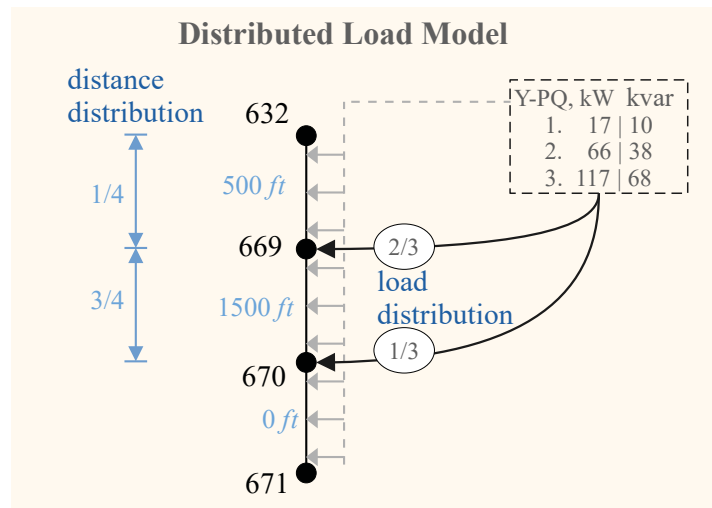 Distributed Load Model
distance
distribution
632
Y-PQ, kW kvar
1. 17 | 10
2. 66 | 38
3. 117 | 68
1/4
500 ft
669
2/3
load
distribution
3/4
1500 ft
1/3
670
0 ft
671